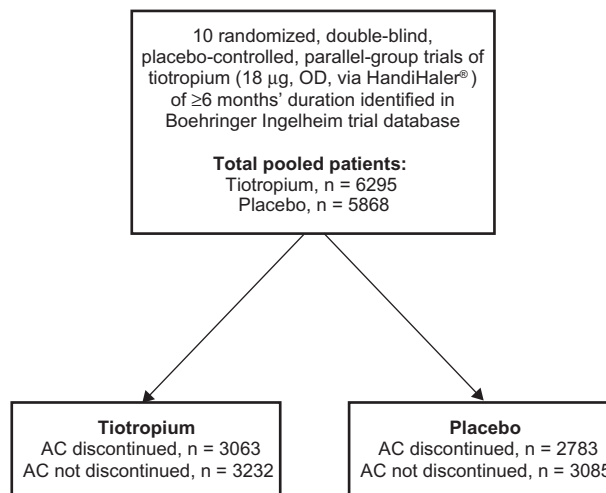 10 randomized, double-blind,
placebo-controlled, parallel-group trials of
tiotropium (18 μg, OD, via HandiHaler®)
of ≥6 months’ duration identified in
Boehringer Ingelheim trial database
Total pooled patients:
Tiotropium, n = 6295
Placebo, n = 5868
Tiotropium
AC discontinued, n = 3063
AC not discontinued, n = 3232
Placebo
AC discontinued, n = 2783
AC not discontinued, n = 3085